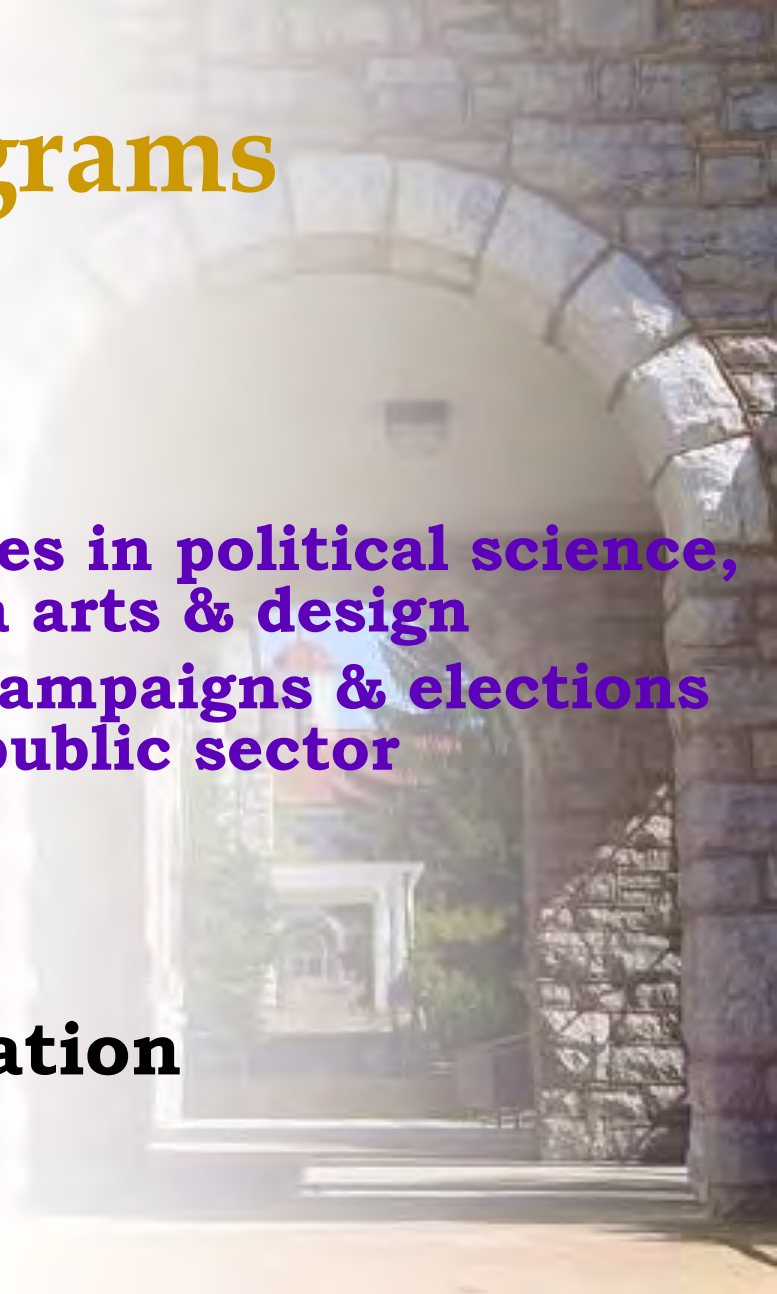 grams
es in political science,
arts & design
ampaigns & elections
public sector
ation